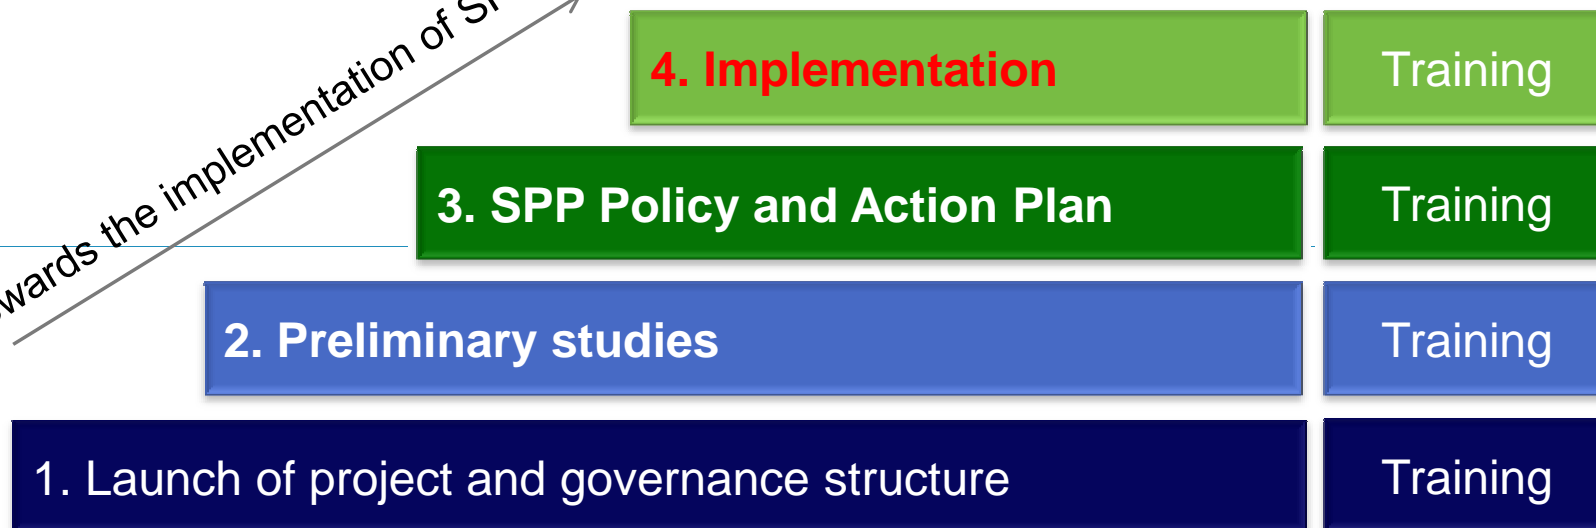 the implementation of
4. Implementation
Training
3. SPP Policy and Action Plan
Training
2. Preliminary studies
Training
1. Launch of project and governance structure
Training